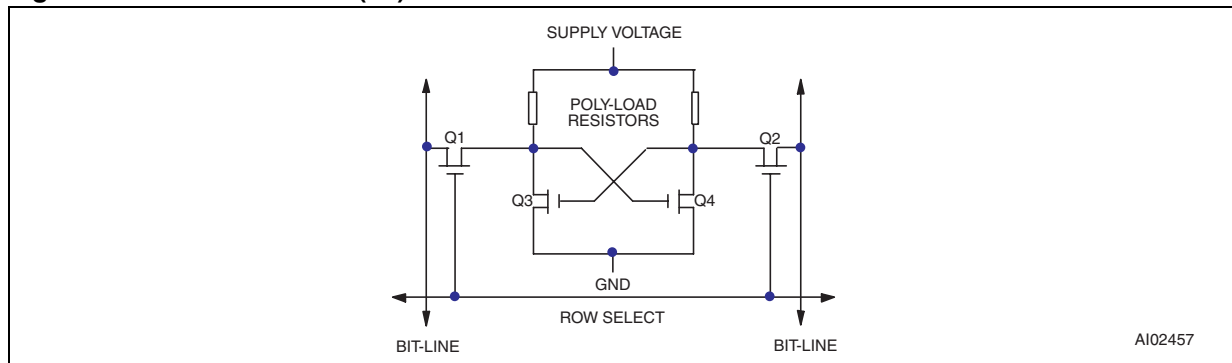 SUPPLY VOLTAGE
POLY-LOAD
RESISTORS
Q1
Q2
Q3
Q4
GND
ROW SELECT
BIT-LINE
BIT-LINE
AI02457